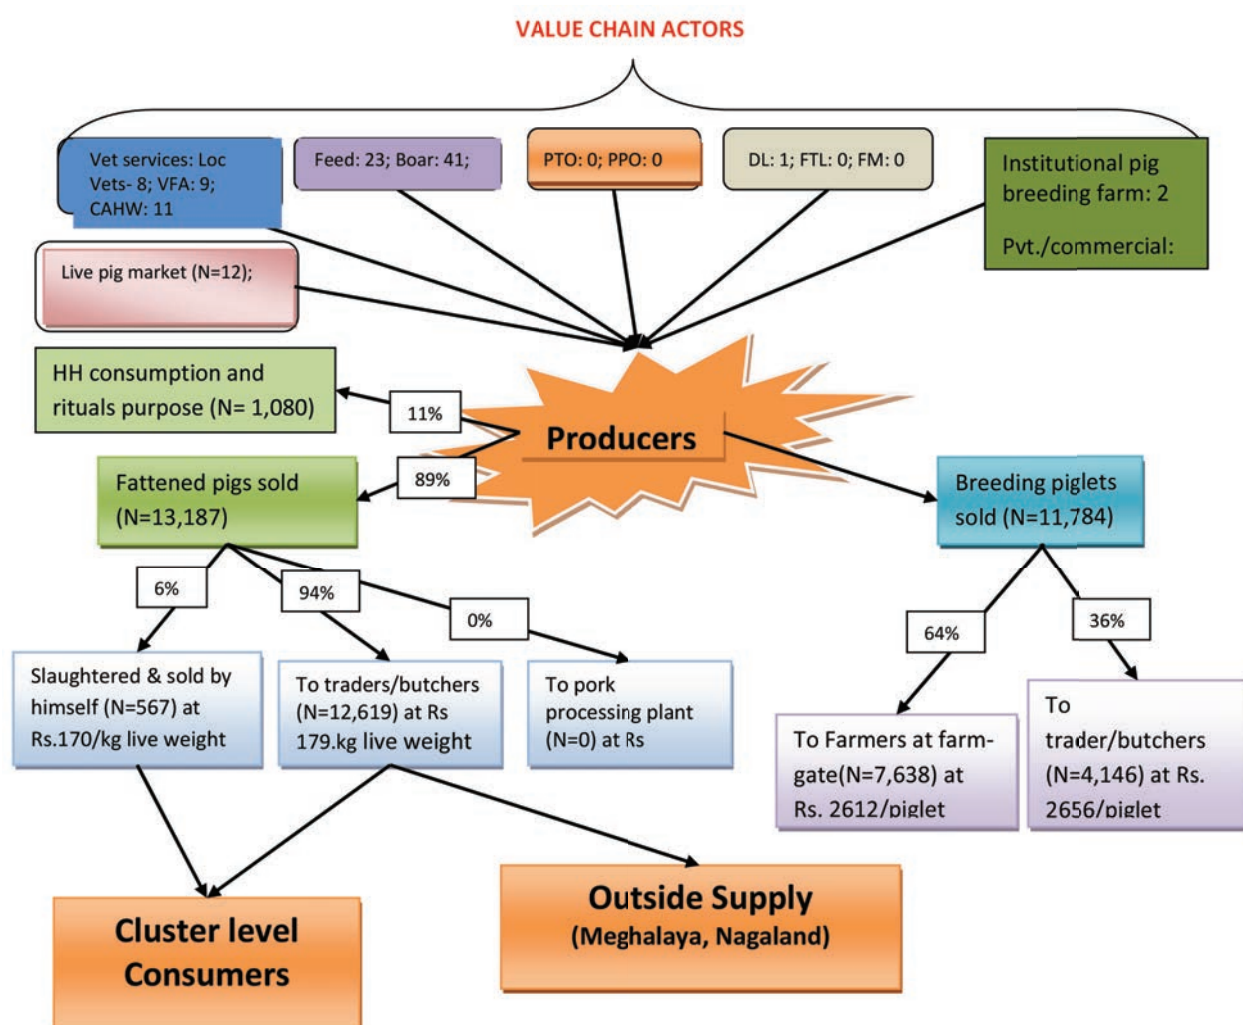 VALUE CHAIN ACTORS
Vet services: Loc
Vets- 8; VFA: 9;
CAHW: 11
Feed: 23; Boar: 41;
PTO: 0; PPO: 0
DL: 1; FTL: 0; FM: 0
Institutional pig
breeding farm: 2
Pvt./commercial:
Live pig market (N=12);
HH consumption and
rituals purpose (N= 1,080)
11%
Producers
89%
Fattened pigs sold
(N=13,187)
Breeding piglets
sold (N=11,784)
6%
94%
0%
64%
36%
Slaughtered & sold by
himself (N=567) at
Rs.170/kg live weight
To traders/butchers
(N=12,619) at Rs
179.kg live weight
To pork
processing plant
(N=0) at Rs
To Farmers at farm-
gate(N=7,638) at
Rs. 2612/piglet
To
trader/butchers
(N=4,146) at Rs.
2656/piglet
Cluster level
Consumers
Outside Supply
(Meghalaya, Nagaland)